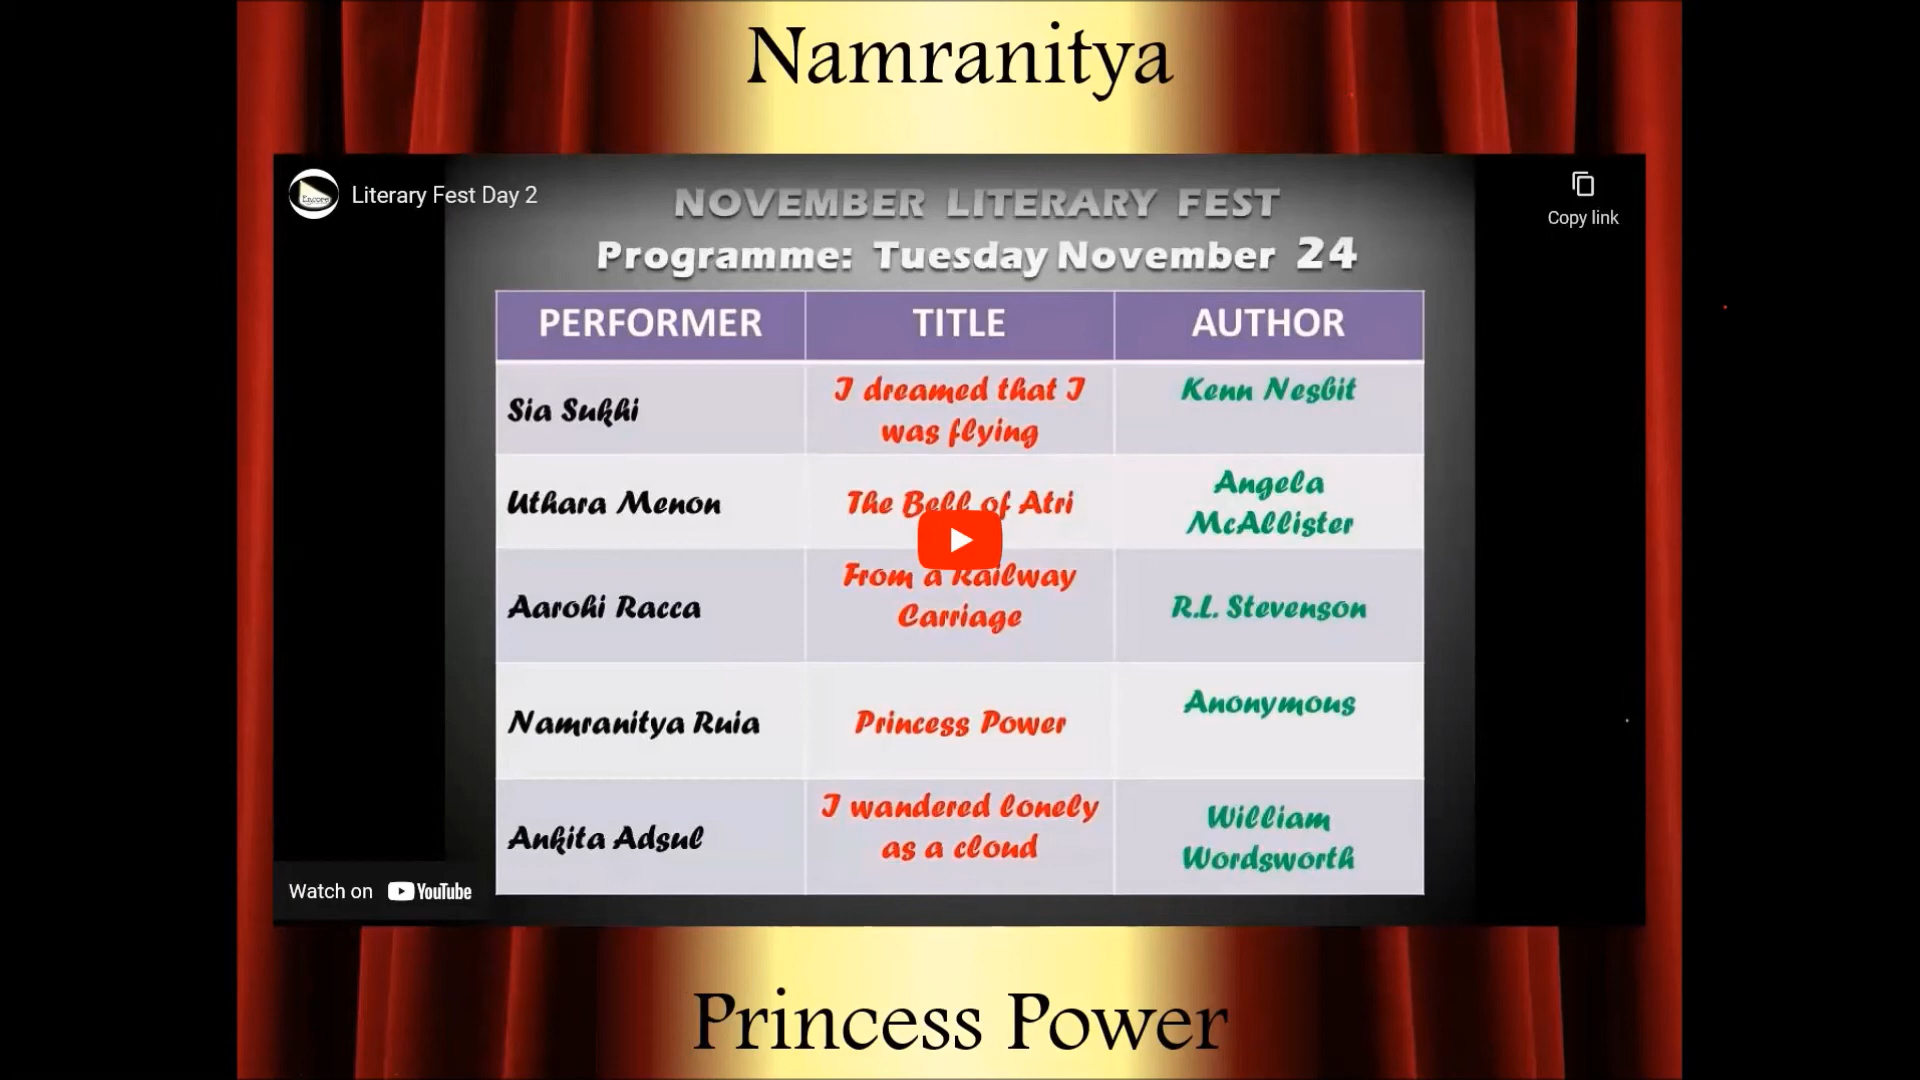 Namranitya
Encore
Literary Fest Day 2
Copy link
NOVEMBER LITERARY FEST
Programme: Tuesday November 24
PERFORMER TITLE AUTHOR
Sia Sukhi
I dreamed that I
was flying
Kenn Nesbit
Uthara Menon
The Bell of Atri
Angela
McAllister
Aarohi Racca
From a Railway
Carriage
R.L. Stevenson
Namranitya Ruia
Princess Power
Anonymous
Ankita Adsul
I wandered lonely
as a cloud
William
Wordsworth
Watch on YouTube
Princess Power